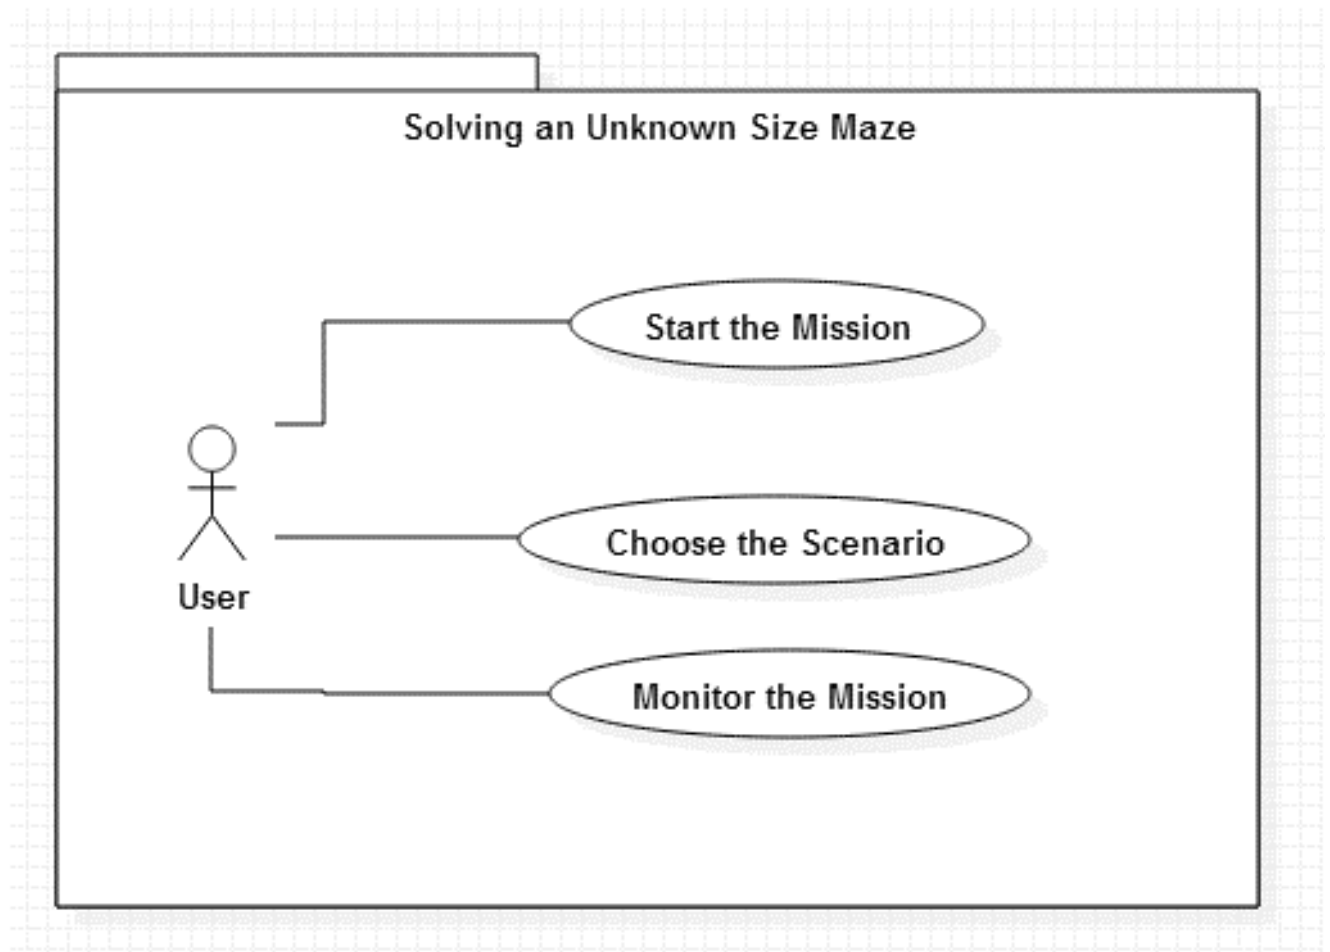 Solving an Unknown Size Maze
Start the Mission
Choose the Scenario
User
Monitor the Mission